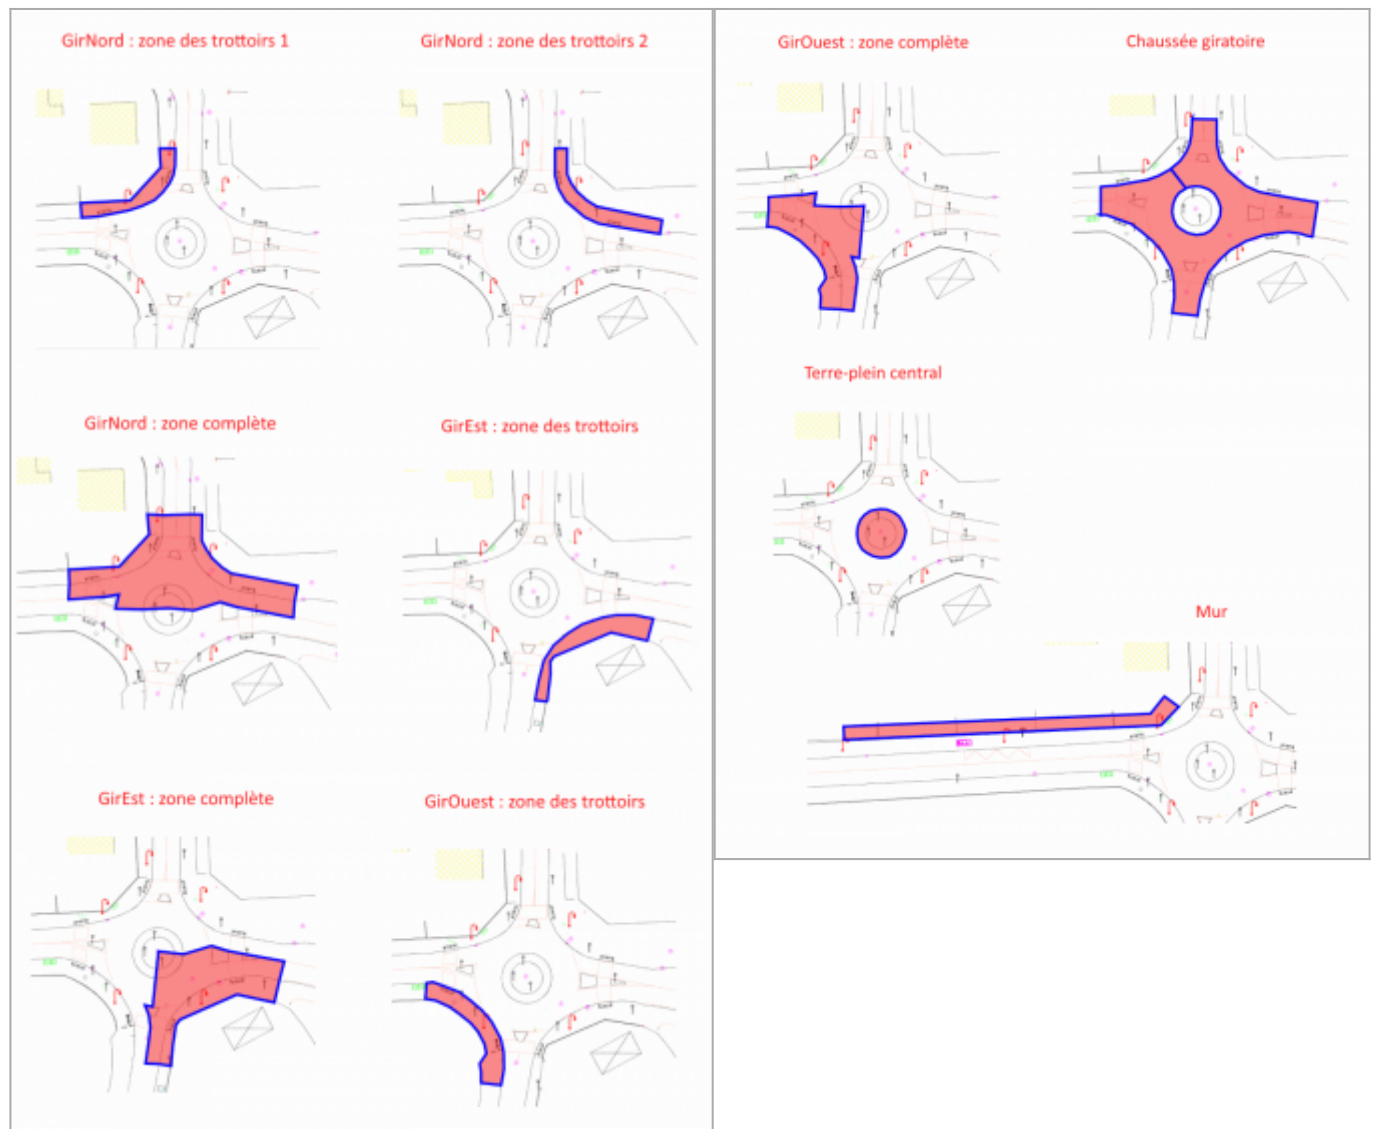 GirNord : zone des trottoirs 1
GirNord : zone des trottoirs 2
GirNord : zone complète
GirEst : zone des trottoirs
GirEst : zone complète
GirOuest : zone des trottoirs
GirOuest : zone complète
Chaussée giratoire
Terre-plein central
Mur